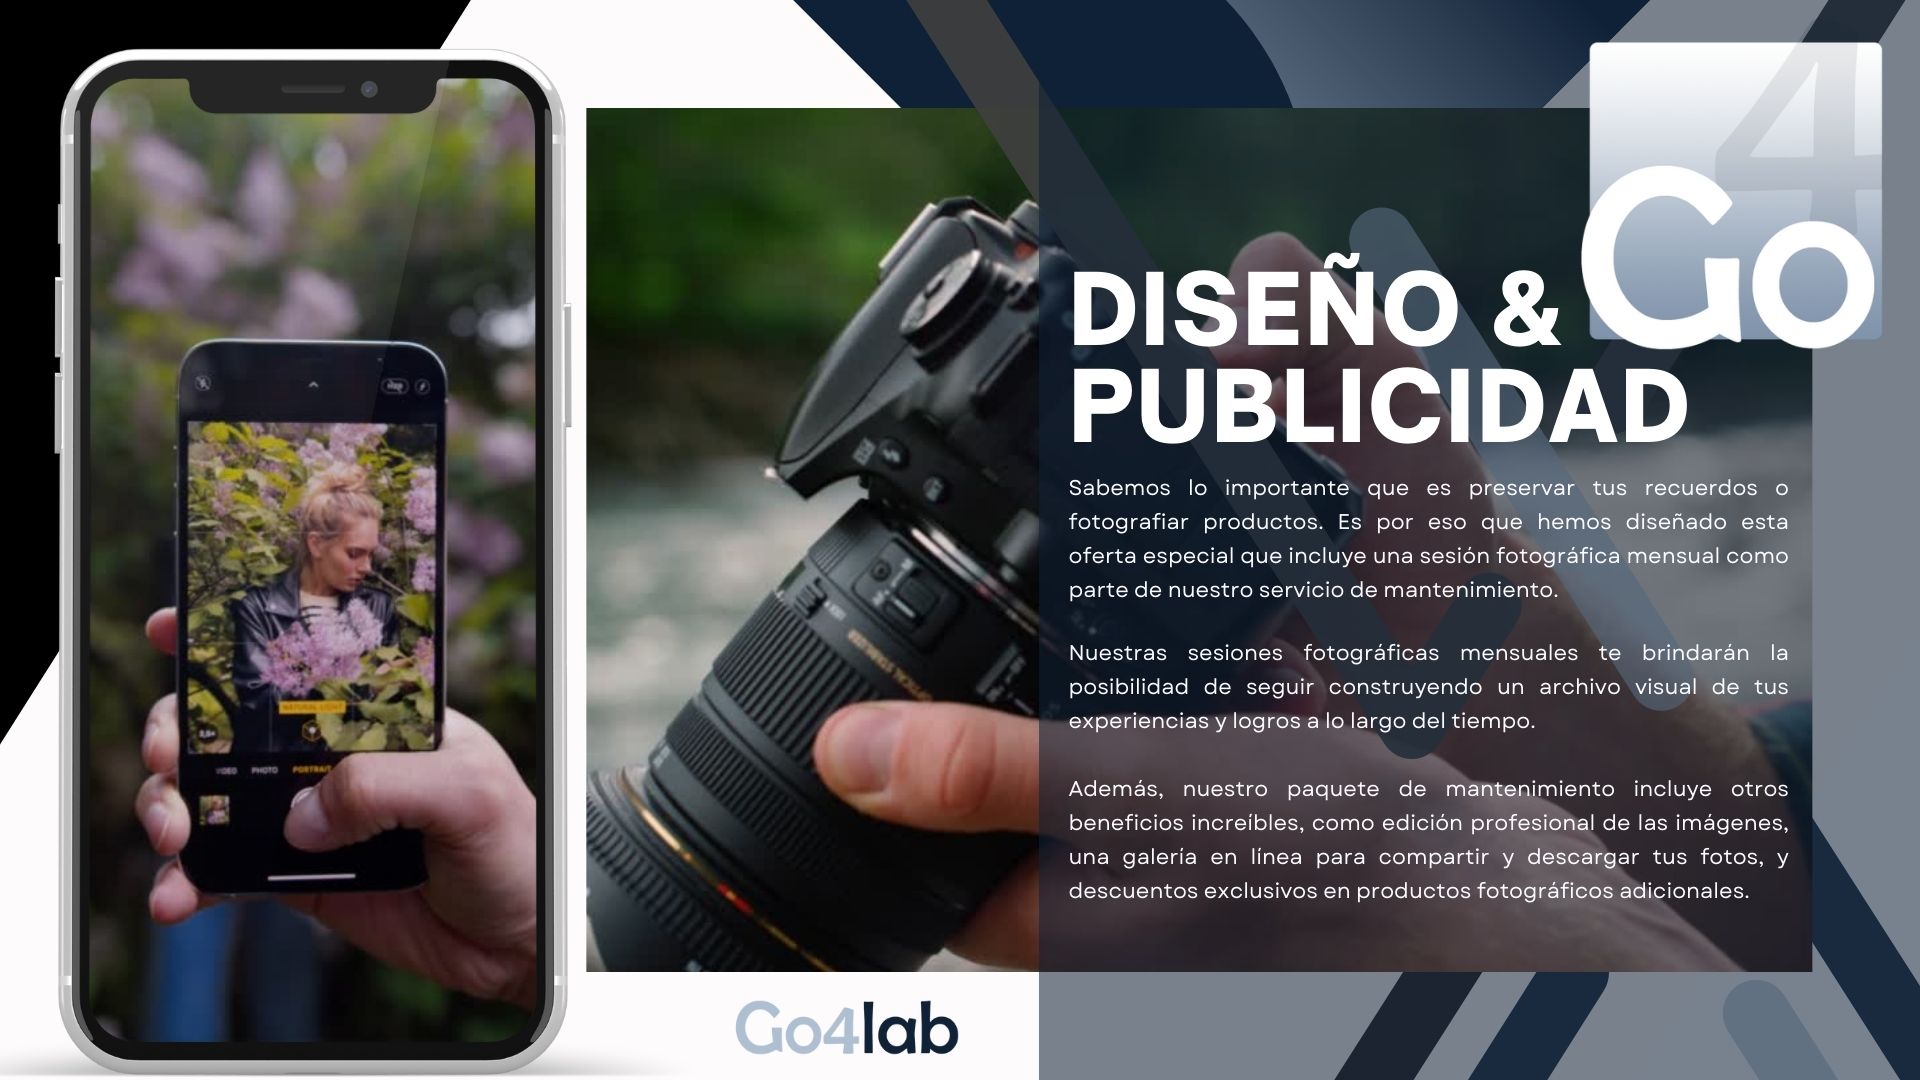 4
Go
DISEÑO &
PUBLICIDAD
Sabemos lo importante que es preservar tus recuerdos o
fotografiar productos. Es por eso que hemos diseñado esta
oferta especial que incluye una sesión fotográfica mensual como
parte de nuestro servicio de mantenimiento.
Nuestras sesiones fotográficas mensuales te brindarán la
posibilidad de seguir construyendo un archivo visual de tus
experiencias y logros a lo largo del tiempo.
Además, nuestro paquete de mantenimiento incluye otros
beneficios increíbles, como edición profesional de las imágenes,
una galería en línea para compartir y descargar tus fotos, y
descuentos exclusivos en productos fotográficos adicionales.
NATURAL LIGHT
VIDEO PHOTO PORTRAIT
OPTICAL STABILIZER
Go4lab